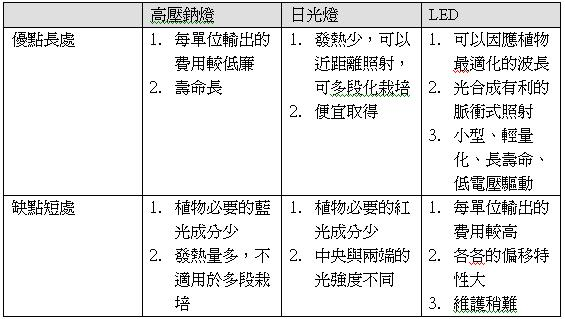 高壓鈉燈 日光燈 LED
優點長處
1. 每單位輸出的
費用較低廉
2. 壽命長
1. 發熱少，可以
近距離照射，
可多段化栽培
2. 便宜取得
1. 可以因應植物
最適化的波長
2. 光合成有利的
脈衝式照射
3. 小型、輕量
化、長壽命、
低電壓驅動
缺點短處
1. 植物必要的藍
光成分少
2. 發熱量多，不
適用於多段栽
培
1. 植物必要的紅
光成分少
2. 中央與兩端的
光強度不同
1. 每單位輸出的
費用較高
2. 各各的偏移特
性大
3. 維護稍難